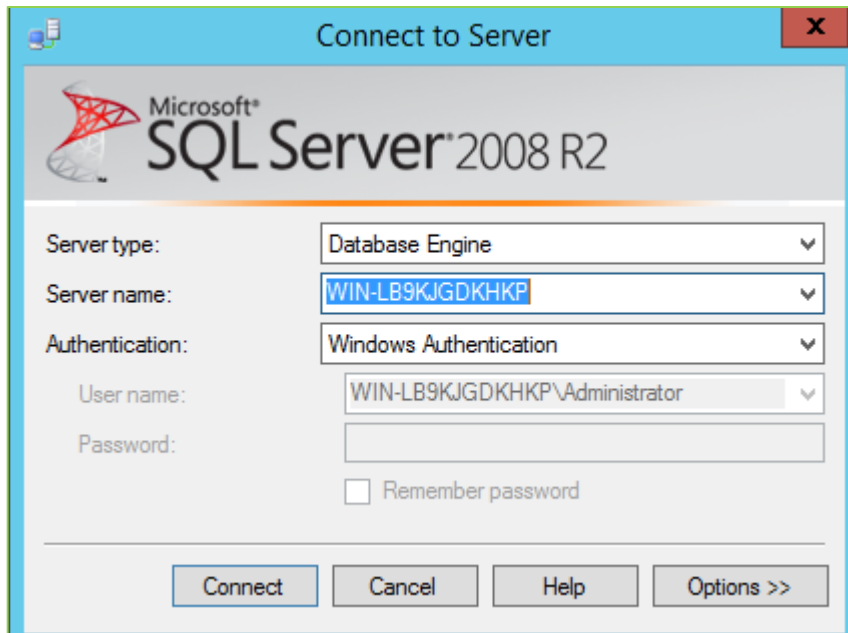 Connect to Server
x
Microsoft®
SQL Server® 2008 R2
Server type: Database Engine
Server name: WIN-LB9KJGDKHKP
Authentication: Windows Authentication
User name: WIN-LB9KJGDKHKP\Administrator
Password:
Remember password
Connect Cancel Help Options >>